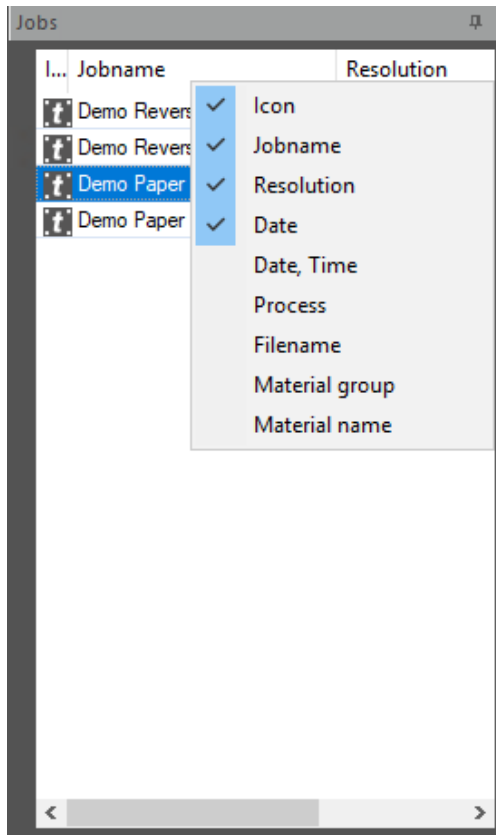 Jobs
I... Jobname Resolution
Demo Revers
Demo Revers
Demo Paper
Demo Paper
Icon
Jobname
Resolution
Date
Date, Time
Process
Filename
Material group
Material name